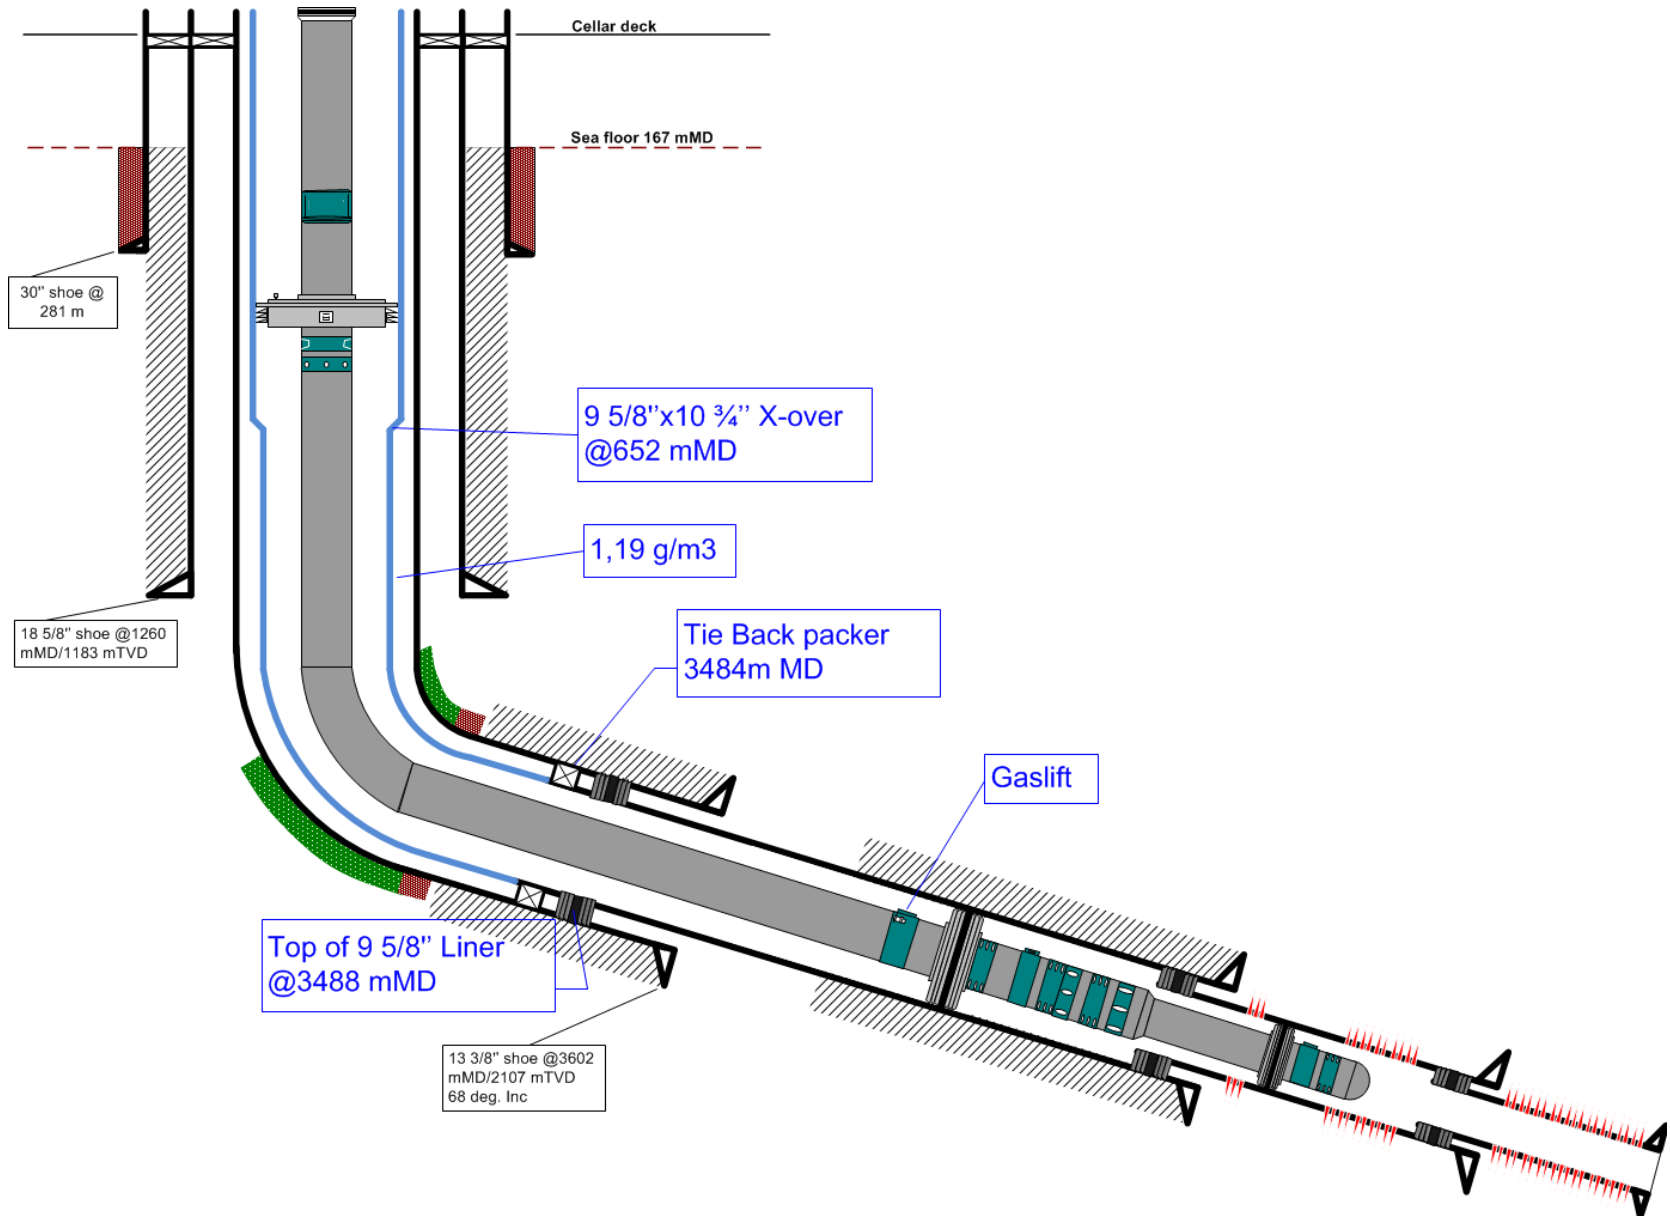 Cellar deck
Sea floor 167 mMD
30" shoe @
281 m
9 5/8''x10 ¾'' X-over
@652 mMD
1,19 g/m3
18 5/8" shoe @1260
mMD/1183 mTVD
Tie Back packer
3484m MD
Gaslift
Top of 9 5/8'' Liner
@3488 mMD
13 3/8" shoe @3602
mMD/2107 mTVD
68 deg. Inc